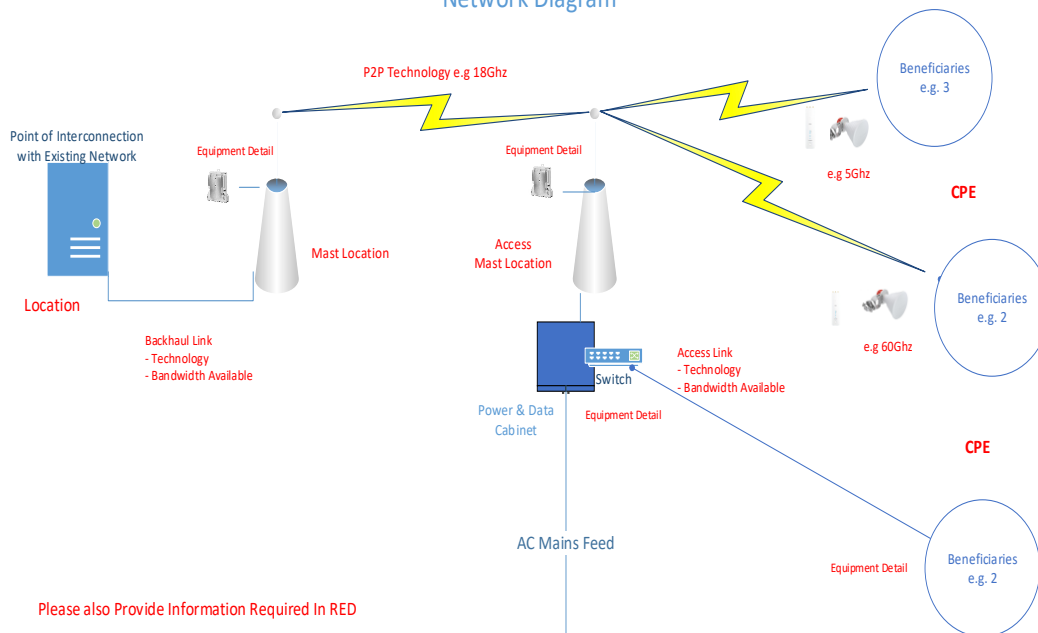 Network Diagram
P2P Technology e.g 18Ghz
Beneficiaries
e.g. 3
Point of Interconnection
with Existing Network
Equipment Detail
Equipment Detail
e.g 5Ghz
CPE
Mast Location
Access
Mast Location
Location
Beneficiaries
e.g. 2
e.g 60Ghz
Backhaul Link
- Technology
- Bandwidth Available
Switch
Access Link
- Technology
- Bandwidth Available
Power & Data
Cabinet
Equipment Detail
CPE
AC Mains Feed
Beneficiaries
e.g. 2
Equipment Detail
Please also Provide Information Required In RED